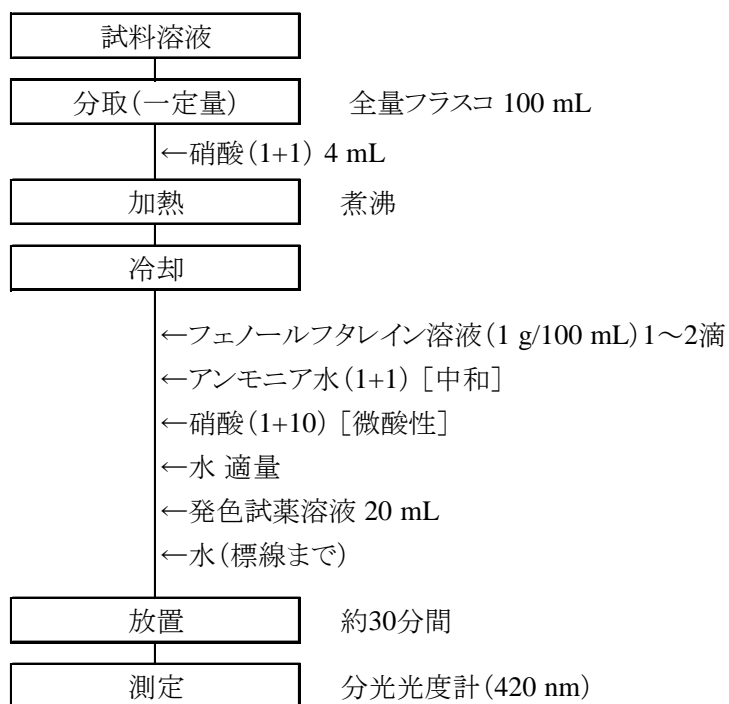 試料溶液
分取(一定量) 全量フラスコ 100 mL
←硝酸(1+1) 4 mL
加熱 煮沸
冷却
←フェノールフタレイン溶液(1 g/100 mL)1~2滴
←アンモニア水(1+1) [中和]
←硝酸(1+10) [微酸性]
←水 適量
←発色試薬溶液 20 mL
←水(標線まで)
放置 約30分間
測定 分光光度計(420 nm)